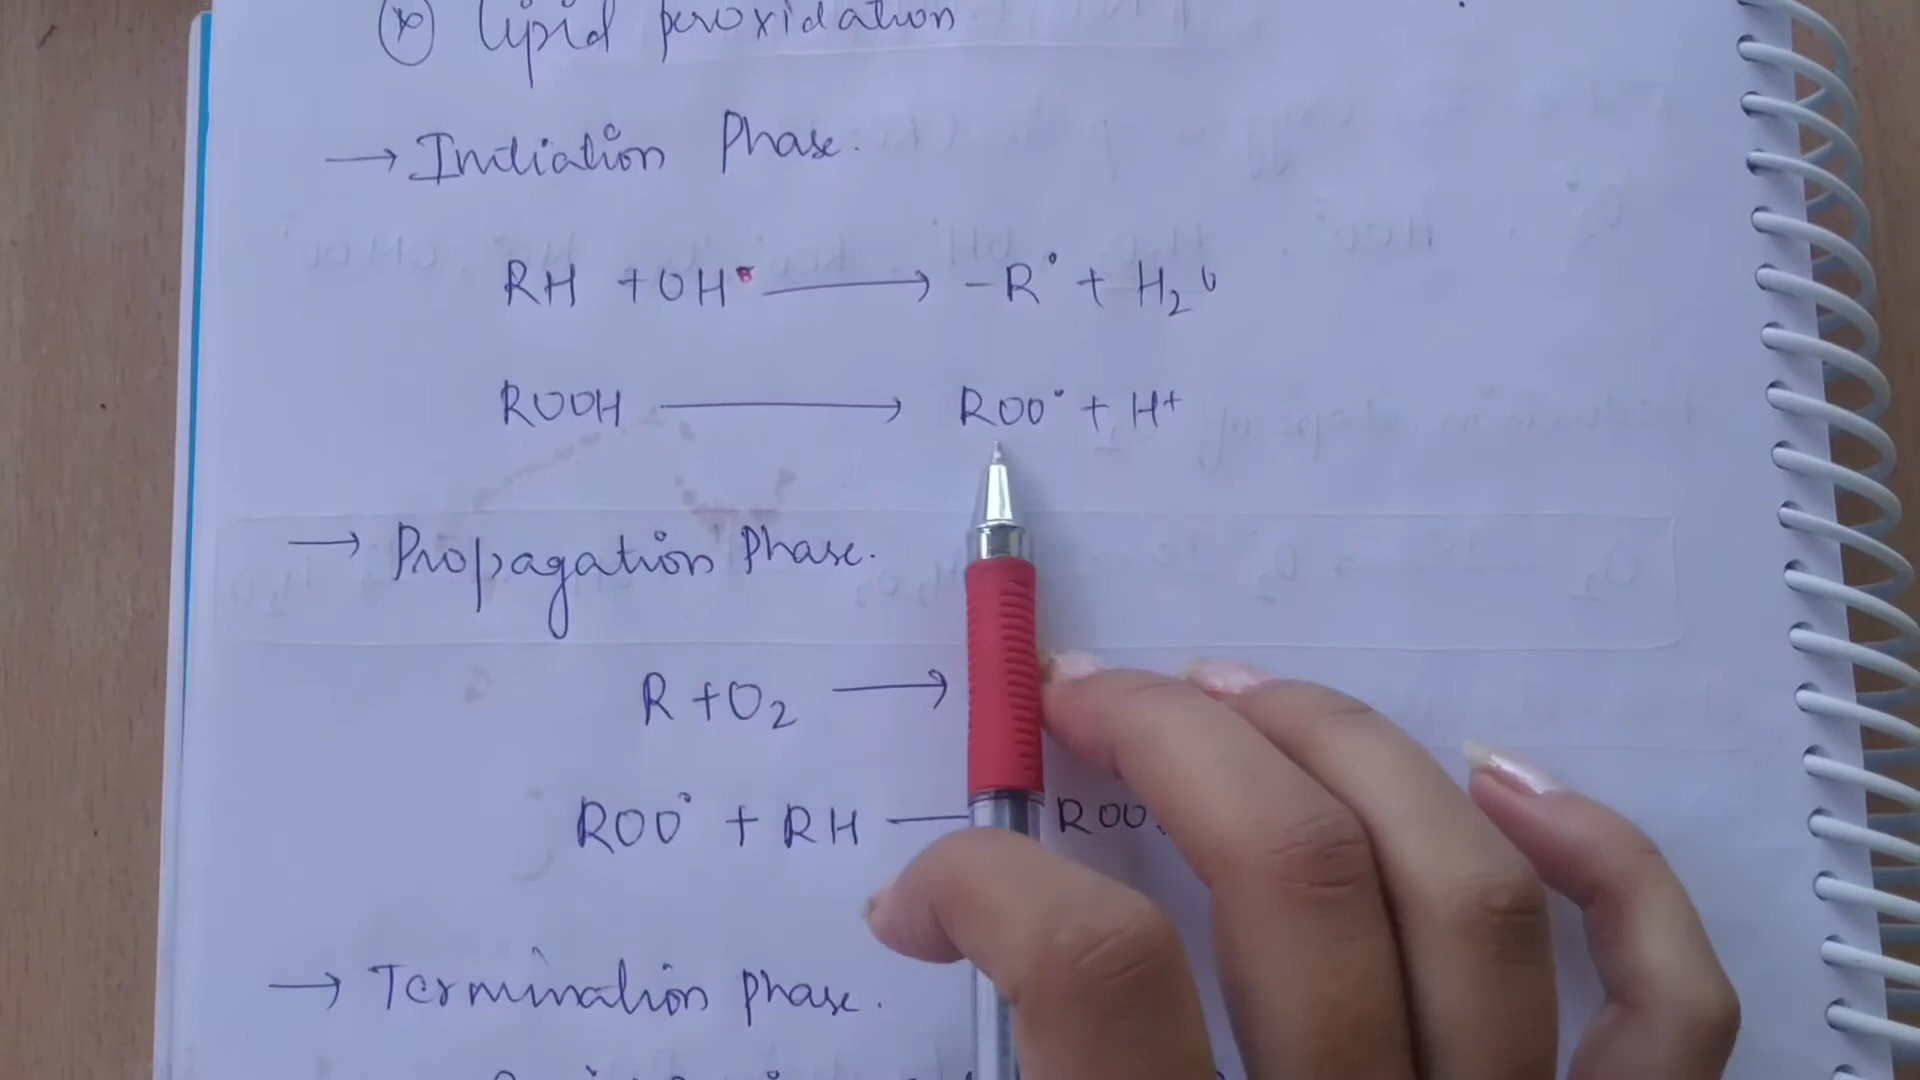 Lipid peroxidation
→ Initiation Phase.
RH + OH• → -R• + H2O
ROOH → ROO• + H+
→ Propagation Phase.
R + O2 →
ROO• + RH — ROO
→ Termination phase.